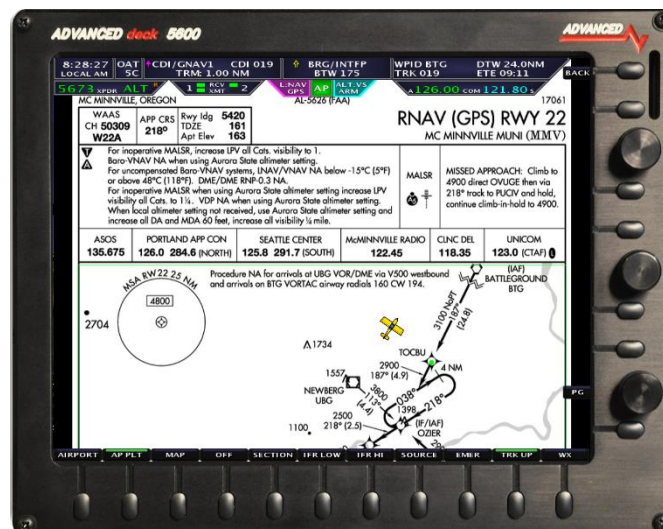 ADVANCED deck 5600
ADVANCED
8:28:27 OAT CDI/GNAV1 CDI 019 BRG/INTFP WPID BTG DTW 24.0NM
LOCAL AM 5C TRM: 1.00 NM BTW 175 TRK 019 ETE 09:11
BACK
5673 XPDR ALT R 1 RCV XMT 2 L:NAV GPS AP ALT:VS ARM A 126.00 COM 121.80 s
MC MINNVILLE, OREGON AL-5626 (FAA) 17061
WAAS
CH 50309
W22A
APP CRS
218°
Rwy ldg 5420
TDZE 161
Apt Elev 163
RNAV (GPS) RWY 22
MC MINNVILLE MUNI (MMV)
T
A
For inoperative MALSR, increase LPV all Cats. visibility to 1.
Baro-VNAV NA when using Aurora State altimeter setting.
For uncompensated Baro-VNAV systems, LNAV/VNAV NA below -15°C (5°F)
or above 48°C (118°F). DME/DME RNP-0.3 NA.
For inoperative MALSR when using Aurora State altimeter setting increase LPV
visibility all Cats. to 1¼. VDP NA when using Aurora State altimeter setting.
When local altimeter setting not received, use Aurora State altimeter setting and
increase all DA and MDA 60 feet, increase all visibility ¼ mile.
MALSR
MISSED APPROACH: Climb to
4900 direct OVUGE then via
218° track to PUCIV and hold,
continue climb-in-hold to 4900.
ASOS
135.675
PORTLAND APP CON
126.0 284.6 (NORTH)
SEATTLE CENTER
125.8 291.7 (SOUTH)
McMINNVILLE RADIO
122.45
CLNC DEL
118.35
UNICOM
123.0 (CTAF) L
MSA RW 22 25 NM
4800
2704
Procedure NA for arrivals at UBG VOR/DME via V500 westbound
and arrivals on BTG VORTAC airway radials 160 CW 194.
(IAF)
BATTLEGROUND
BTG
3100 NoPT
187°
(24.8)
1734
TOCBU
2900
187° (4.9)
4 NM
1557
NEWBERG
UBG
3800
113°
(4.4)
038°
218°
1398
2500
218° (2.5)
(IF/IAF)
OZIER
1100
PG
AIRPORT AP PLT MAP OFF SECTION IFR LOW IFR HI SOURCE EMER TRK UP WX